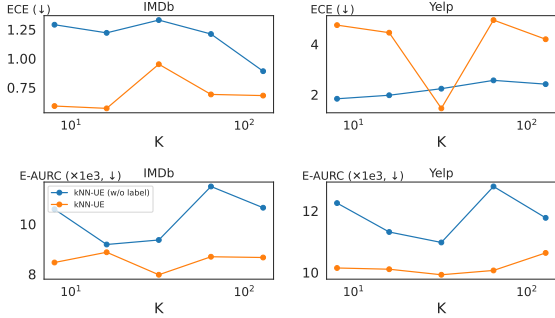 ECE (↓)
IMDb
1.25
1.00
0.75
10¹
10²
K
ECE (↓)
Yelp
4
2
10¹
10²
K
E-AURC (×1e3, ↓)
IMDb
kNN-UE (w/o label)
kNN-UE
10
8
10¹
10²
K
E-AURC (×1e3, ↓)
Yelp
12
10
10¹
10²
K